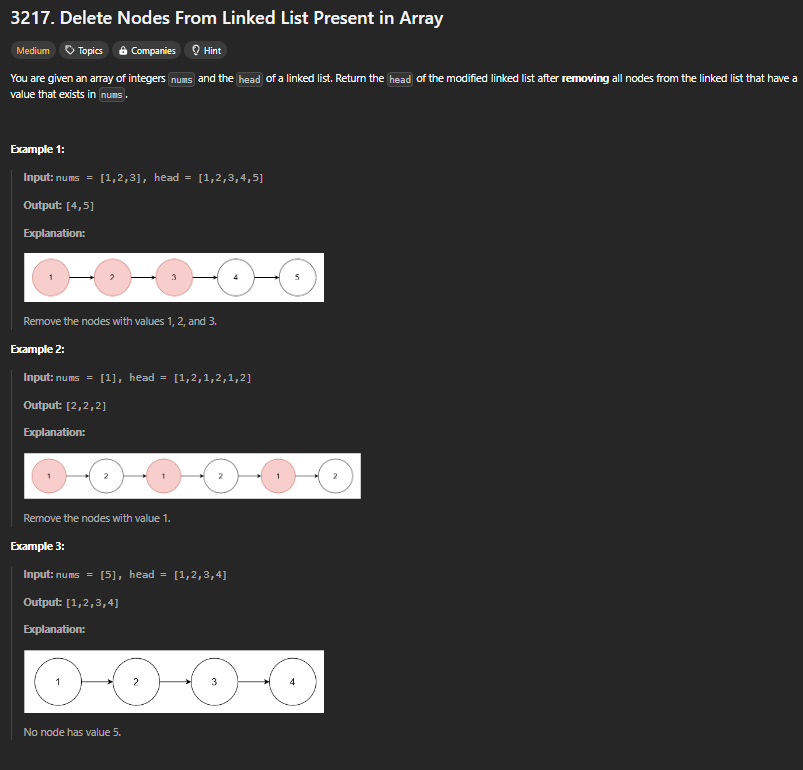 3217. Delete Nodes From Linked List Present in Array
Medium Topics Companies Hint
You are given an array of integers nums and the head of a linked list. Return the head of the modified linked list after removing all nodes from the linked list that have a
value that exists in nums.
Example 1:
Input: nums = [1,2,3], head = [1,2,3,4,5]
Output: [4,5]
Explanation:
1 2 3 4 5
Remove the nodes with values 1, 2, and 3.
Example 2:
Input: nums = [1], head = [1,2,1,2,1,2]
Output: [2,2,2]
Explanation:
1 2 1 2 1 2
Remove the nodes with value 1.
Example 3:
Input: nums = [5], head = [1,2,3,4]
Output: [1,2,3,4]
Explanation:
1 2 3 4
No node has value 5.